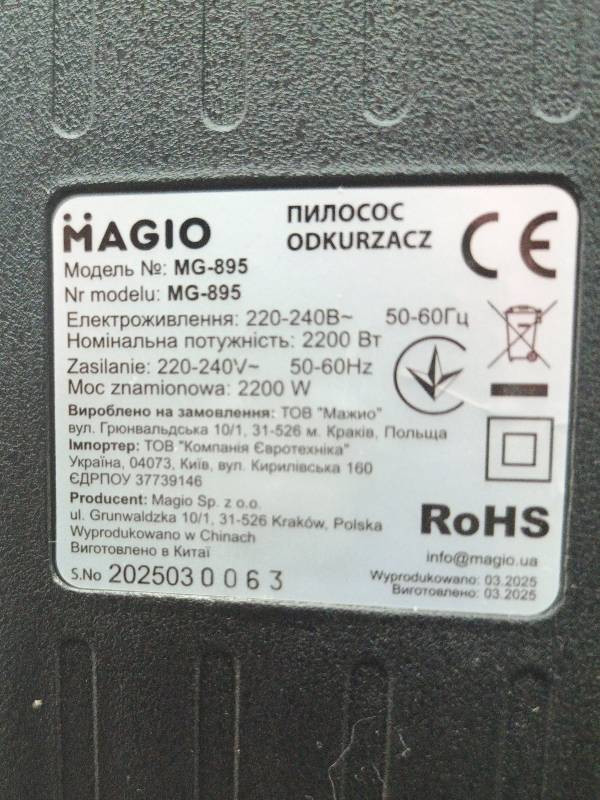 MAGIO
ПИЛОСОС
ODKURZACZ
CE
Модель №: MG-895
Nr modelu: MG-895
Електроживлення: 220-240В~ 50-60Гц
Номінальна потужність: 2200 Вт
Zasilanie: 220-240V~ 50-60Hz
Moc znamionowa: 2200 W
Вироблено на замовлення: ТОВ "Мажио"
вул. Грюнвальдська 10/1, 31-526 м. Краків, Польща
Імпортер: ТОВ "Компанія Євротехніка"
Україна, 04073, Київ, вул. Кирилівська 160
ЄДРПОУ 37739146
Producent: Magio Sp. z o.o.
ul. Grunwaldzka 10/1, 31-526 Kraków, Polska
Wyprodukowano w Chinach
Виготовлено в Китаї
RoHS
info@magio.ua
S.No 2025030063
Wyprodukowano: 03.2025
Виготовлено: 03.2025